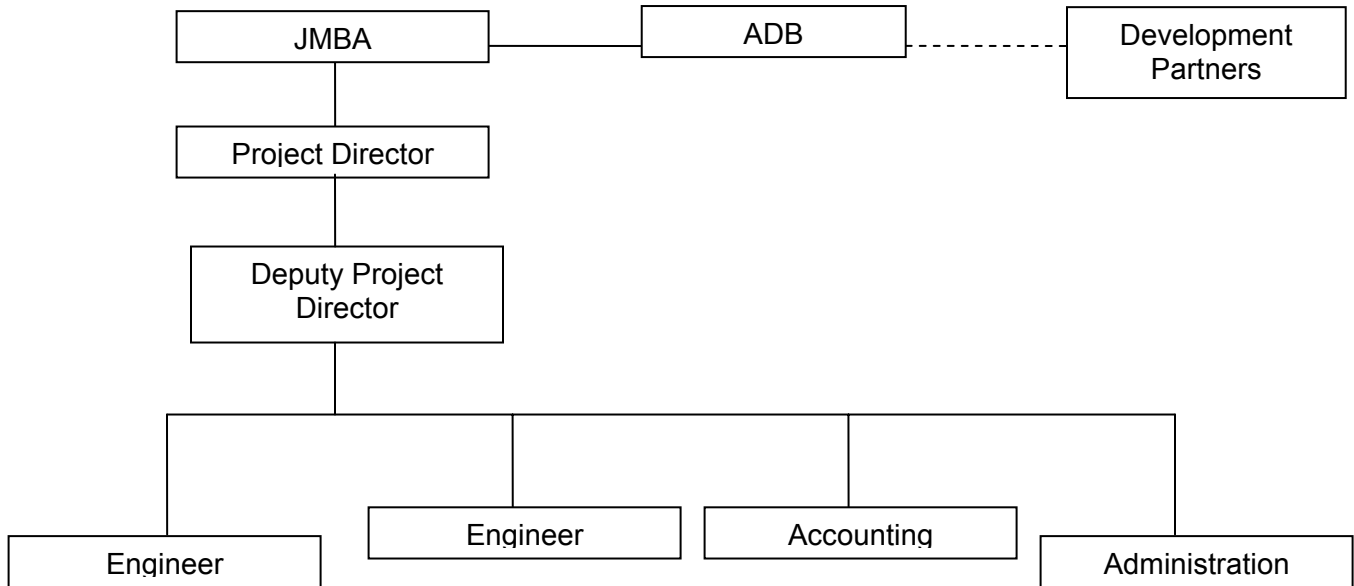 JMBA
ADB
Development
Partners
Project Director
Deputy Project
Director
Engineer
Engineer
Accounting
Administration